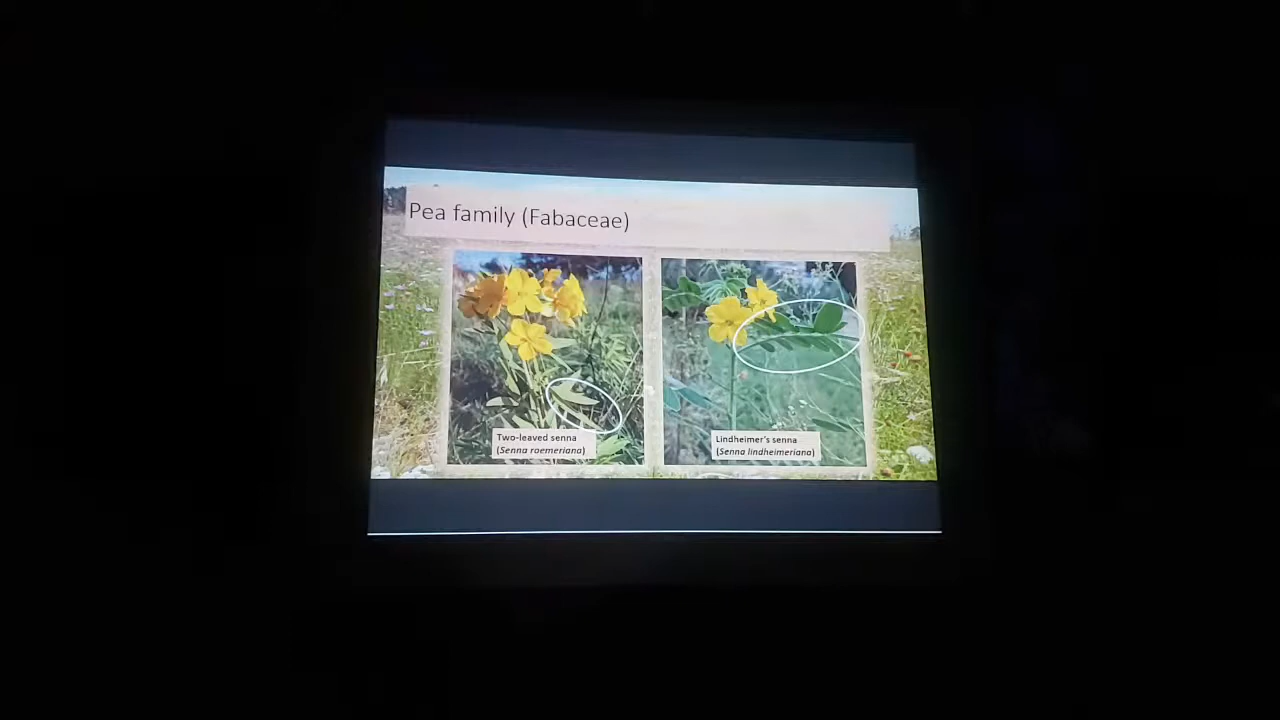 Pea family (Fabaceae)
Two-leaved senna
(Senna roemeriana)
Lindheimer's senna
(Senna lindheimeriana)